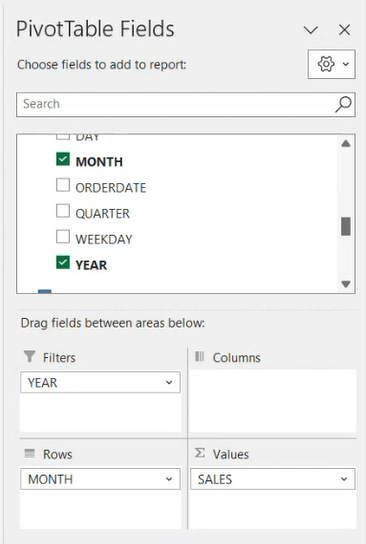 PivotTable Fields
Choose fields to add to report:
Search
DAY
MONTH
ORDERDATE
QUARTER
WEEKDAY
YEAR
Drag fields between areas below:
Filters
Columns
YEAR
Rows
Values
MONTH
SALES